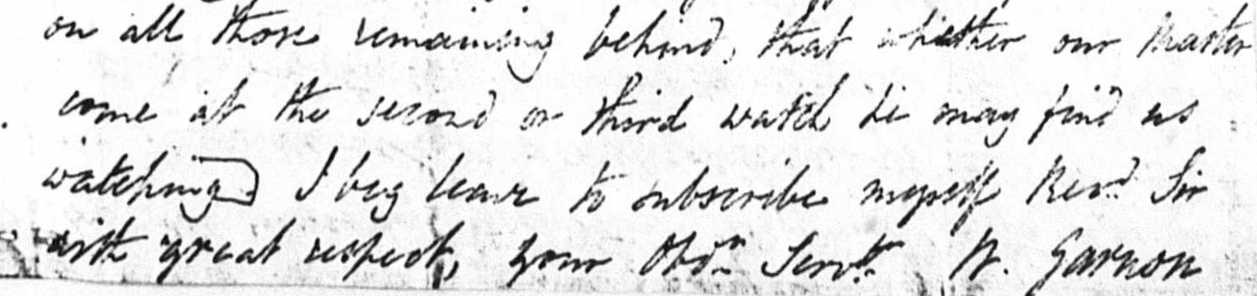 on all those remaining behind, that whether our Master
come at the second or third watch he may find us
watching] I beg leave to subscribe myself Revd. Sir
with great respect, your Obdn. Servt. W. Garnon